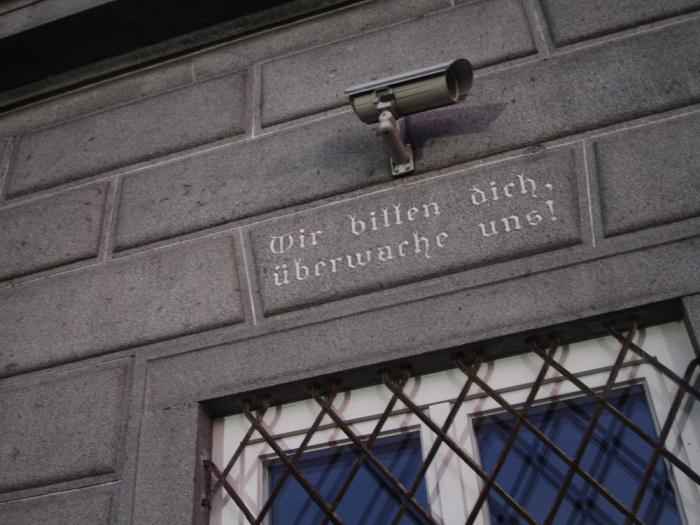 Wir bitten dich,
überwache uns!